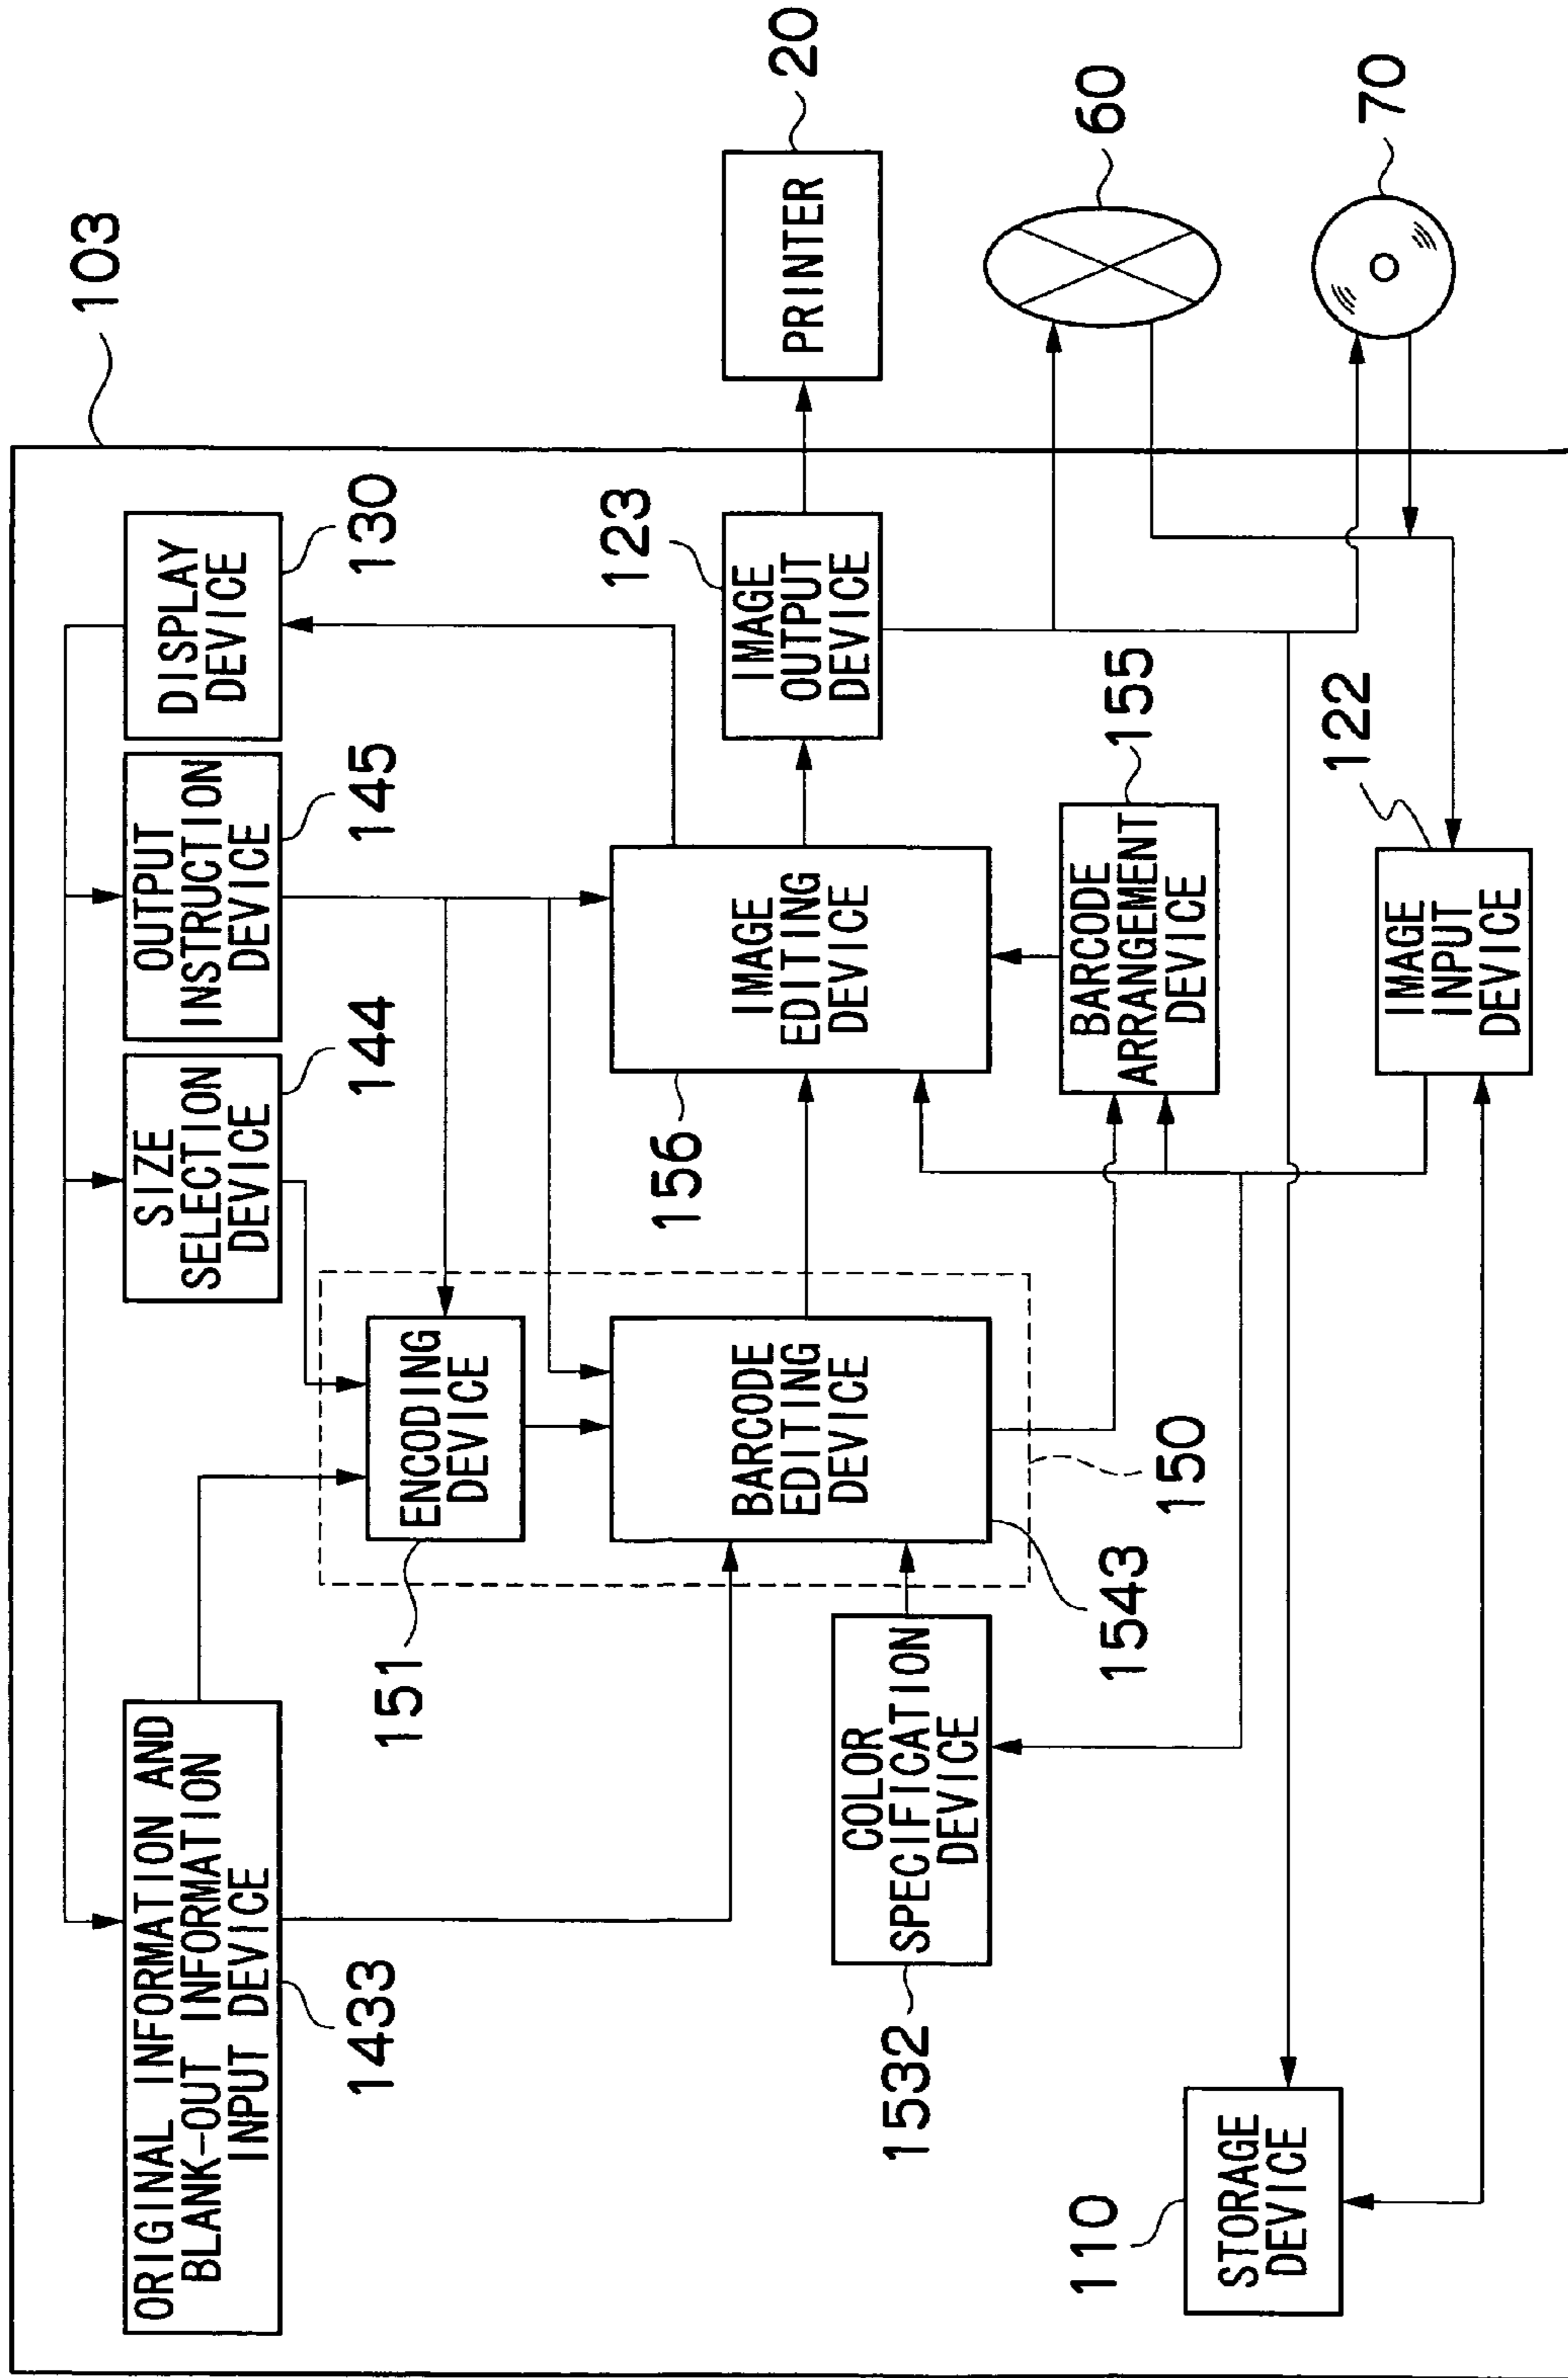 103
ORIGINAL INFORMATION AND
BLANK-OUT INFORMATION
INPUT DEVICE
1433
SIZE
SELECTION
DEVICE
144
OUTPUT
INSTRUCTION
DEVICE
145
DISPLAY
DEVICE
130
151
ENCODING
DEVICE
BARCODE
EDITING
DEVICE
1543
150
156
IMAGE
EDITING
DEVICE
123
IMAGE
OUTPUT
DEVICE
PRINTER
20
1532
COLOR
SPECIFICATION
DEVICE
BARCODE
ARRANGEMENT
DEVICE
155
60
110
STORAGE
DEVICE
122
IMAGE
INPUT
DEVICE
70